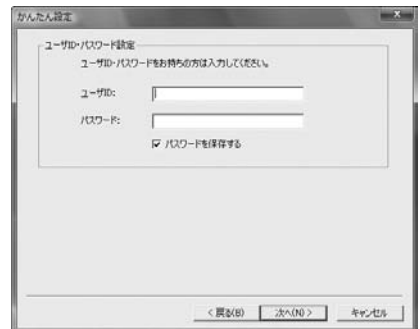 かんたん設定
ユーザID・パスワード設定
ユーザID・パスワードをお持ちの方は入力してください。
ユーザID:
パスワード:
パスワードを保存する
< 戻る(B)
次へ(N) >
キャンセル